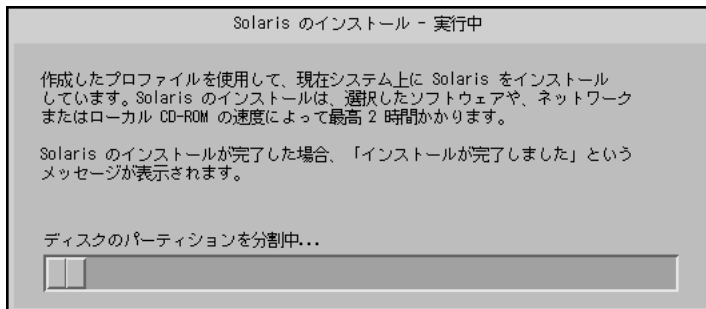 Solaris のインストール - 実行中
作成したプロファイルを使用して、現在システム上に Solaris をインストール
しています。Solaris のインストールは、選択したソフトウェアや、ネットワーク
またはローカル CD-ROM の速度によって最高 2 時間かかります。
Solaris のインストールが完了した場合、「インストールが完了しました」という
メッセージが表示されます。
ディスクのパーティションを分割中...